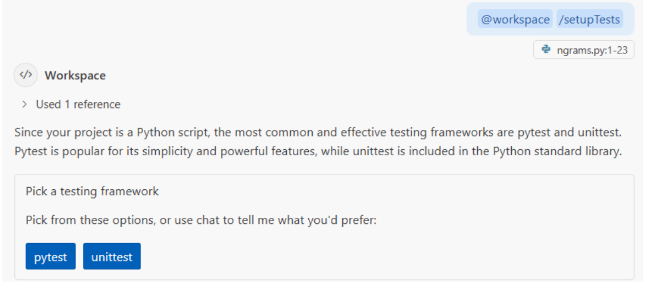 @workspace /setupTests
ngrams.py:1-23
Workspace
Used 1 reference
Since your project is a Python script, the most common and effective testing frameworks are pytest and unittest.
Pytest is popular for its simplicity and powerful features, while unittest is included in the Python standard library.
Pick a testing framework
Pick from these options, or use chat to tell me what you'd prefer:
pytest unittest